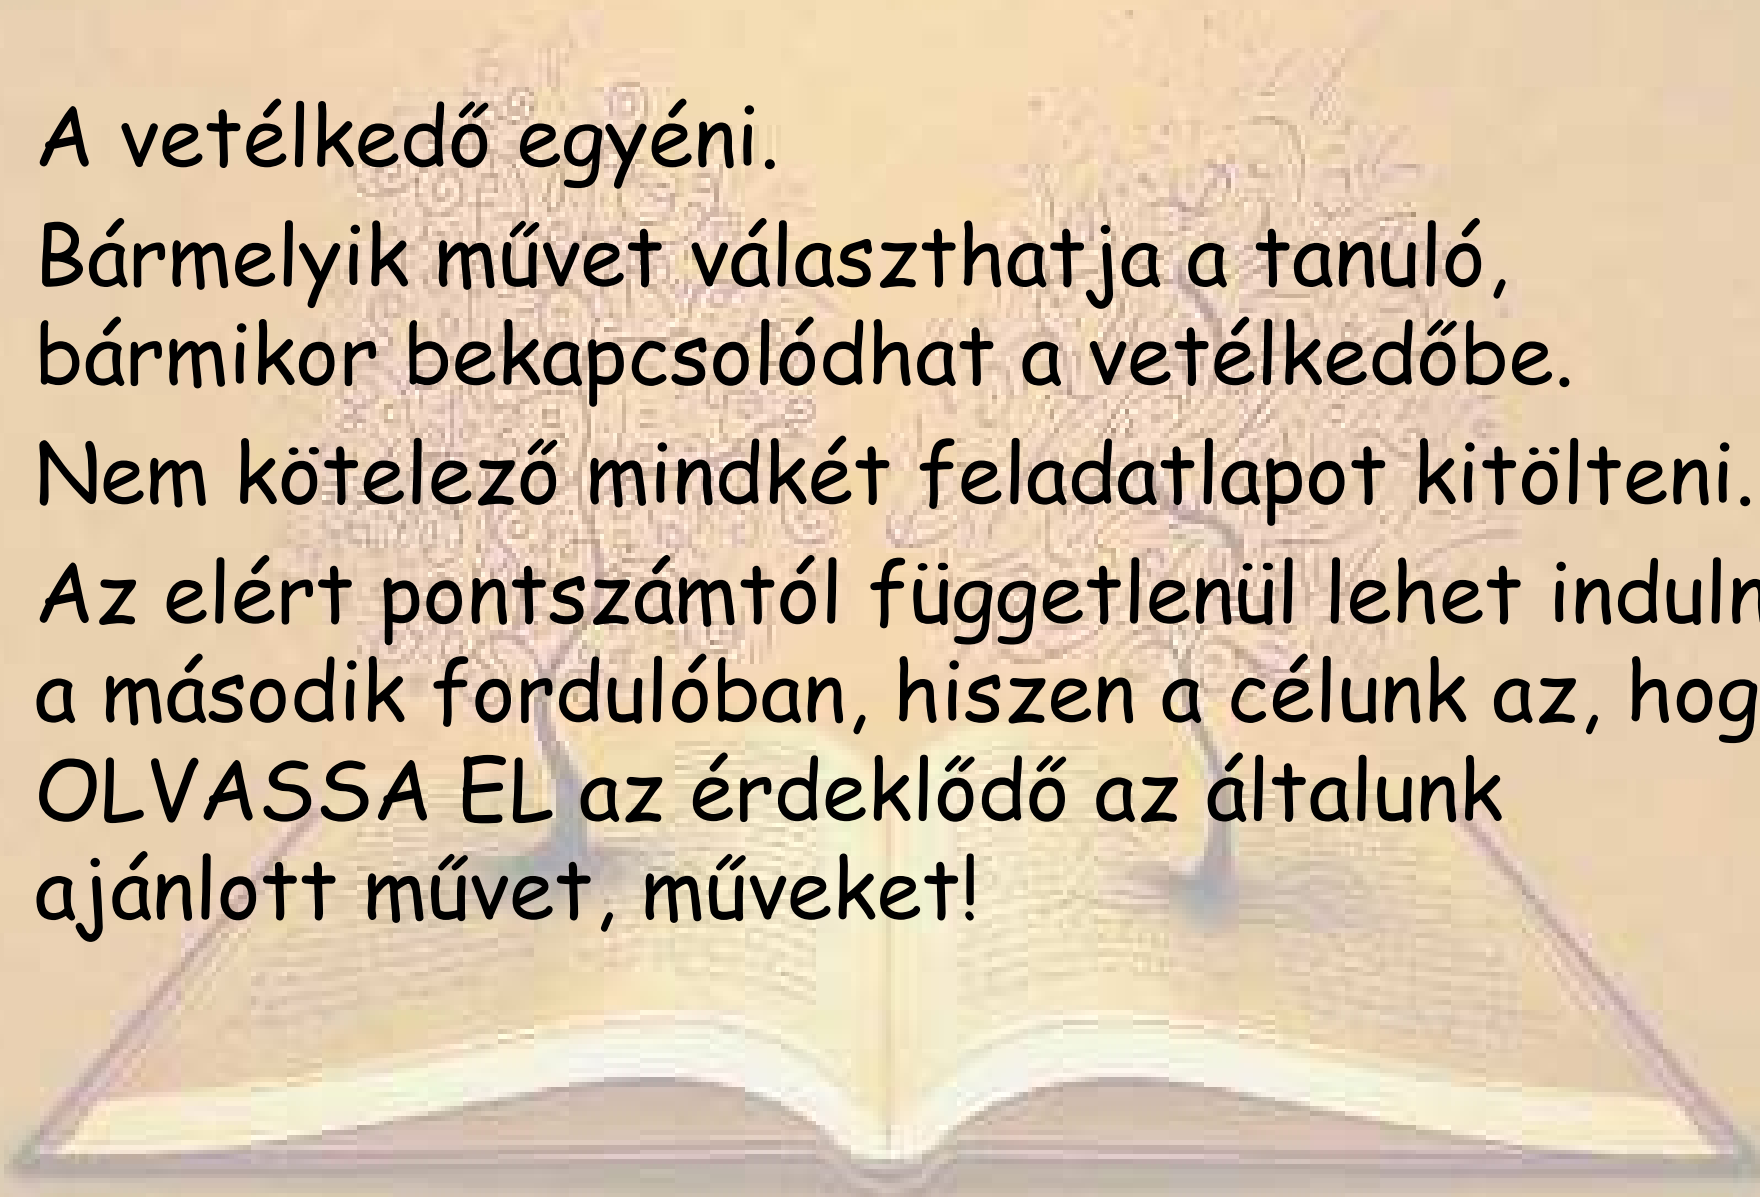 A vetélkedő egyéni.
Bármelyik művet választhatja a tanuló,
bármikor bekapcsolódhat a vetélkedőbe.
Nem kötelező mindkét feladatlapot kitölteni.
Az elért pontszámtól függetlenül lehet induln
a második fordulóban, hiszen a célunk az, hog
OLVASSA EL az érdeklődő az általunk
ajánlott művet, műveket!